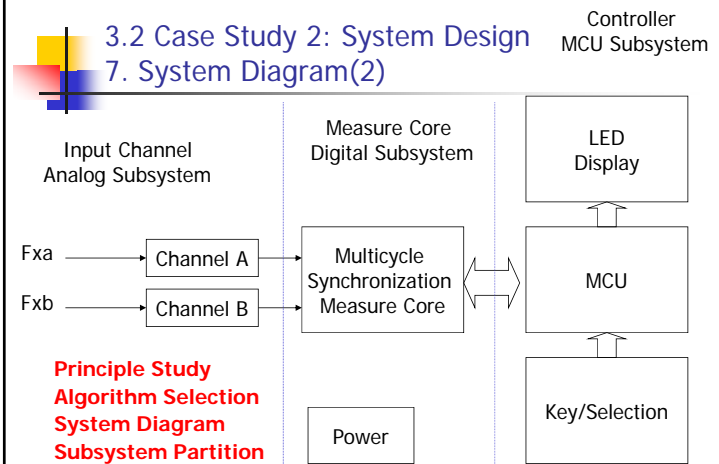 3.2 Case Study 2: System Design
7. System Diagram(2)
Controller
MCU Subsystem
Input Channel
Analog Subsystem
Measure Core
Digital Subsystem
LED
Display
Fxa
Channel A
Fxb
Channel B
Multicycle
Synchronization
Measure Core
MCU
Principle Study
Algorithm Selection
System Diagram
Subsystem Partition
Power
Key/Selection